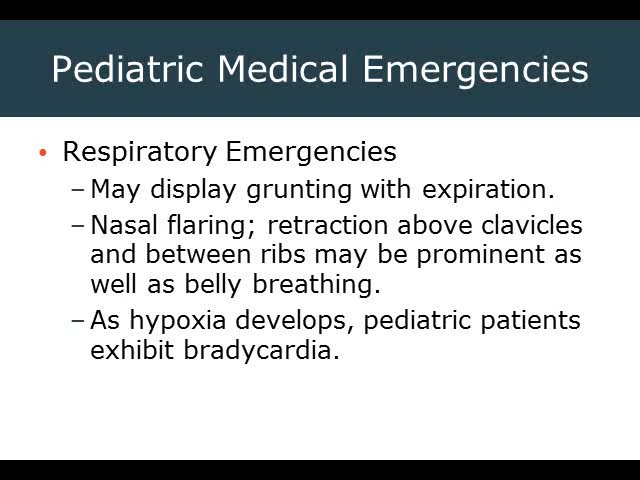 Pediatric Medical Emergencies
• Respiratory Emergencies
– May display grunting with expiration.
– Nasal flaring; retraction above clavicles
and between ribs may be prominent as
well as belly breathing.
– As hypoxia develops, pediatric patients
exhibit bradycardia.